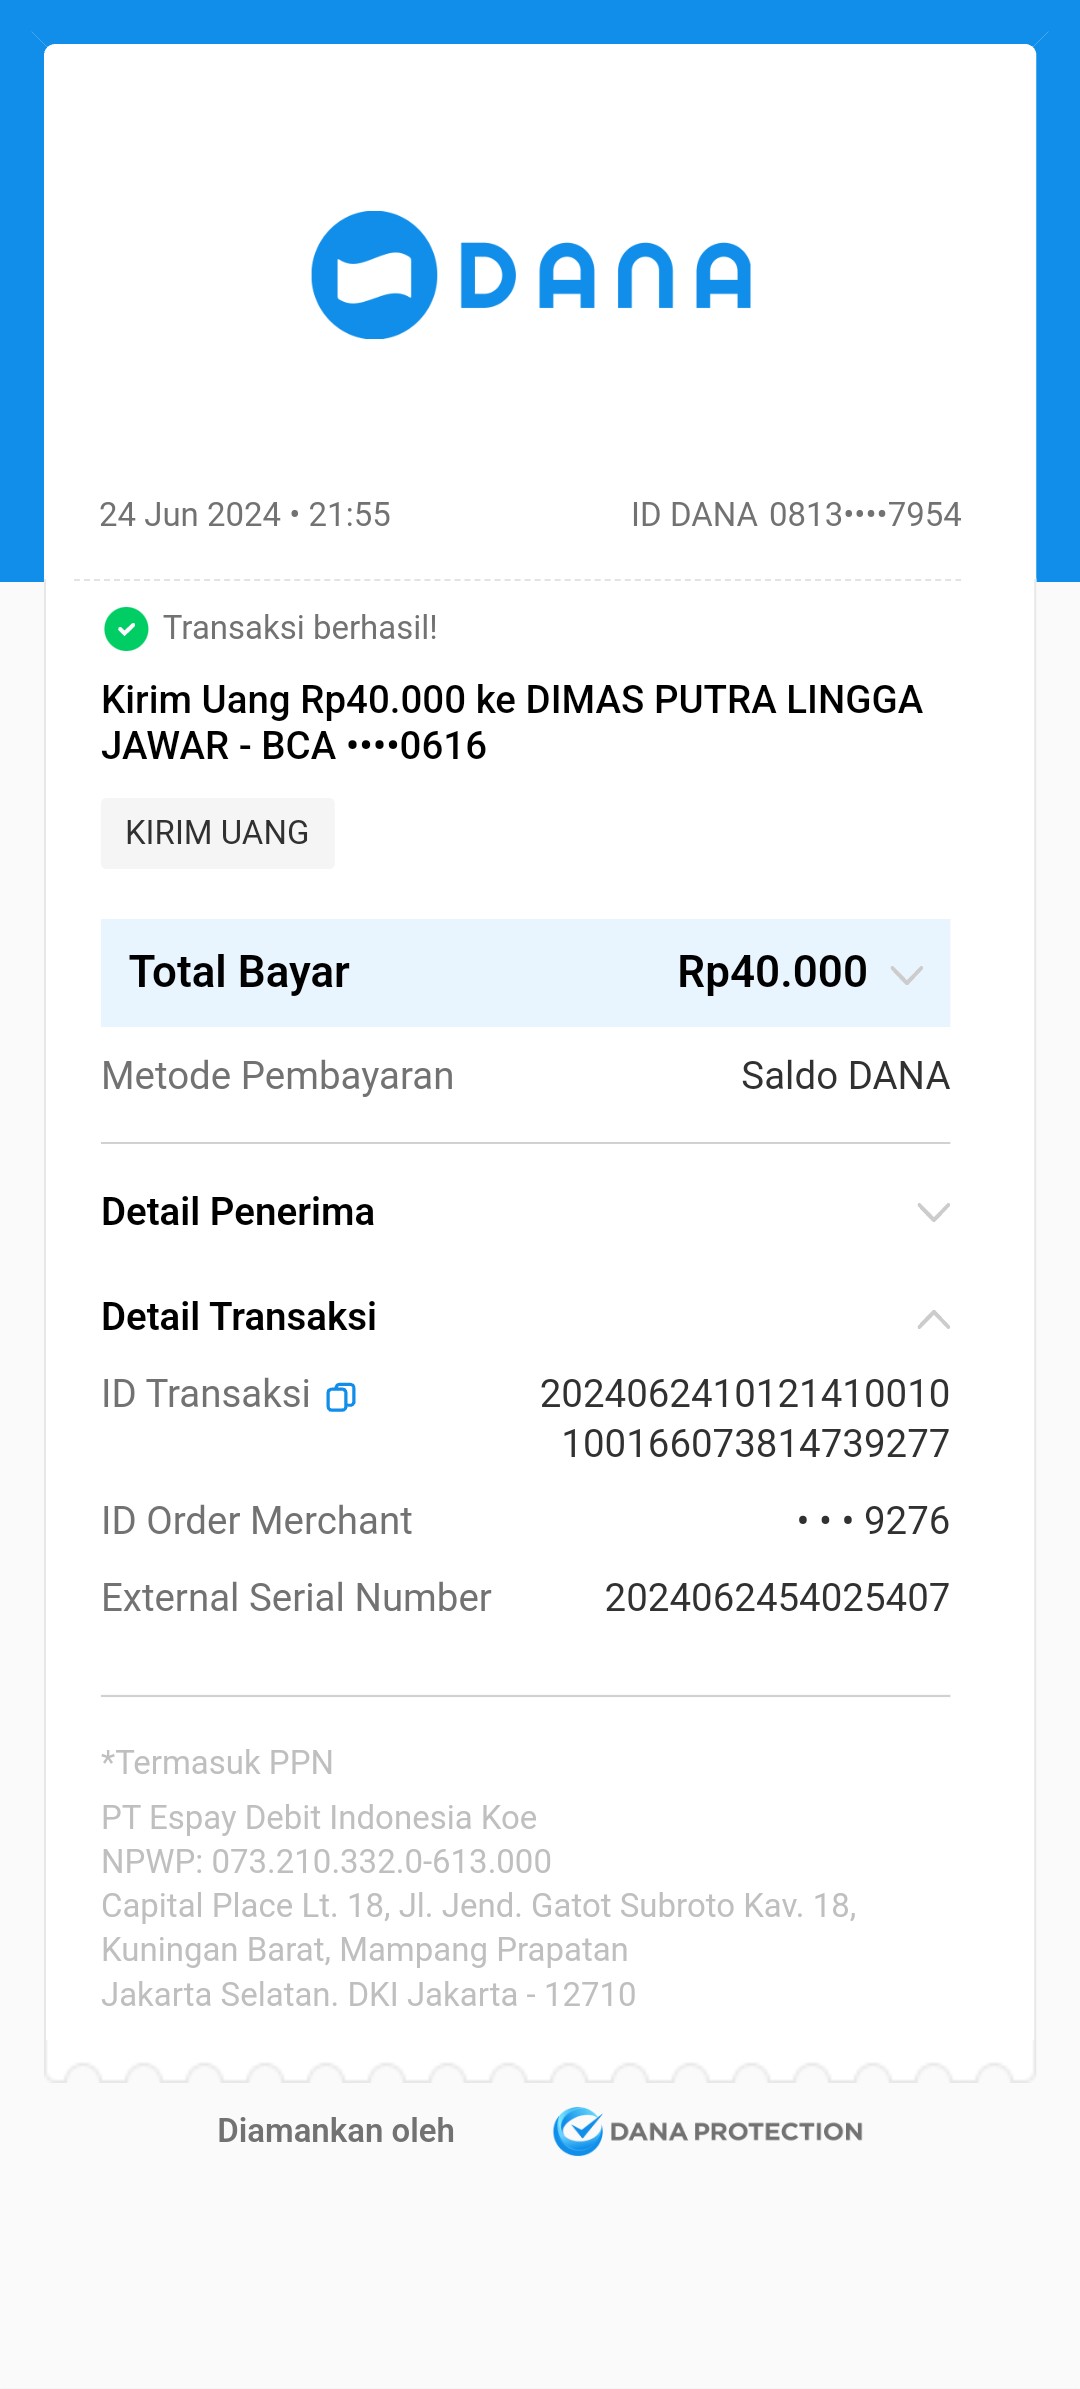 DANA
24 Jun 2024 • 21:55 ID DANA 0813••••7954
Transaksi berhasil!
Kirim Uang Rp40.000 ke DIMAS PUTRA LINGGA
JAWAR - BCA ••••0616
KIRIM UANG
Total Bayar Rp40.000
Metode Pembayaran Saldo DANA
Detail Penerima
Detail Transaksi
ID Transaksi 2024062410121410010
100166073814739277
ID Order Merchant • • • 9276
External Serial Number 2024062454025407
*Termasuk PPN
PT Espay Debit Indonesia Koe
NPWP: 073.210.332.0-613.000
Capital Place Lt. 18, Jl. Jend. Gatot Subroto Kav. 18,
Kuningan Barat, Mampang Prapatan
Jakarta Selatan. DKI Jakarta - 12710
Diamankan oleh DANA PROTECTION